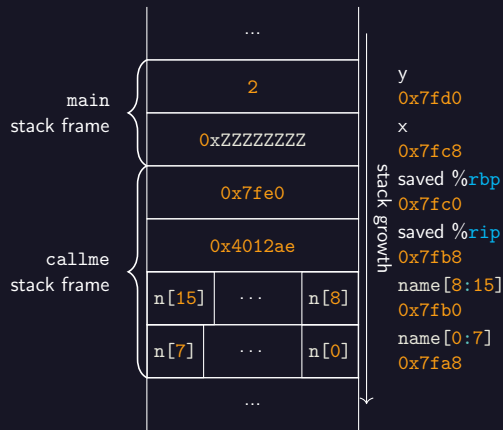 ...
2
0xZZZZZZZZ
0x7fe0
0x4012ae
n[15] ... n[8]
n[7] ... n[0]
...
main
stack frame
callme
stack frame
stack growth
y
0x7fd0
x
0x7fc8
saved %rbp
0x7fc0
saved %rip
0x7fb8
name[8:15]
0x7fb0
name[0:7]
0x7fa8